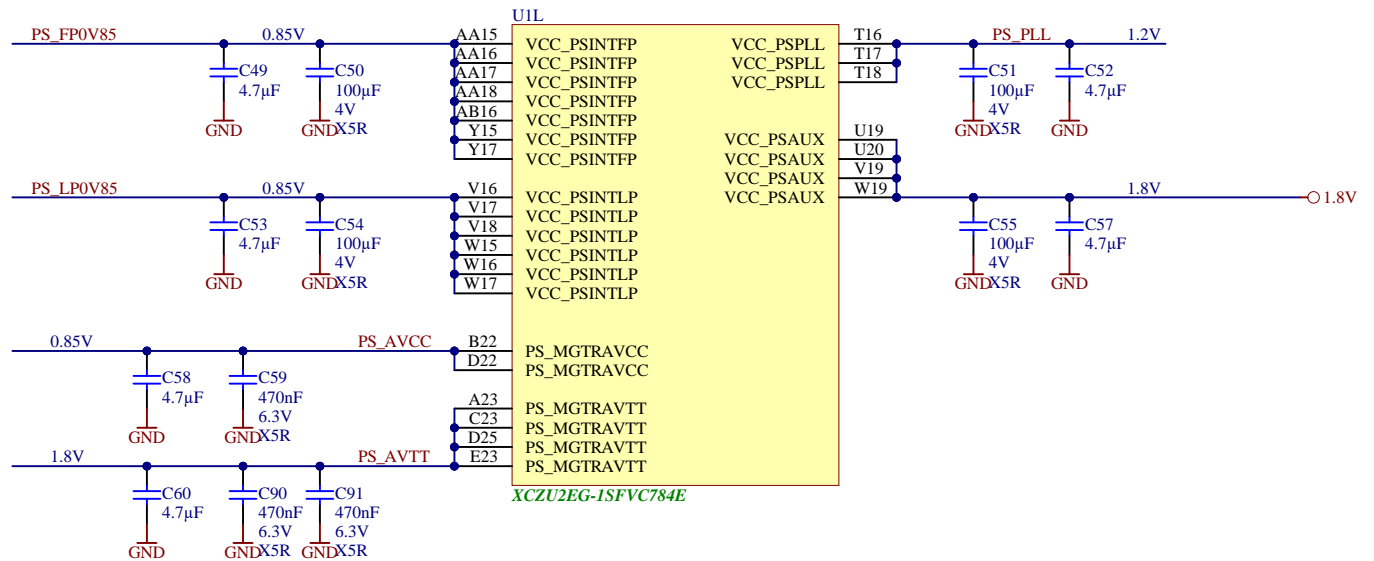 U1L
PS_FP0V85 0.85V
C49
4.7µF
GND
C50
100µF
4V
X5R
GND
AA15 VCC_PSINTFP
AA16 VCC_PSINTFP
AA17 VCC_PSINTFP
AA18 VCC_PSINTFP
AB16 VCC_PSINTFP
Y15 VCC_PSINTFP
Y17 VCC_PSINTFP
VCC_PSPLL T16
VCC_PSPLL T17
VCC_PSPLL T18
PS_PLL 1.2V
C51
100µF
4V
X5R
GND
C52
4.7µF
GND
VCC_PSAUX U19
VCC_PSAUX U20
VCC_PSAUX V19
VCC_PSAUX W19
1.8V 1.8V
C55
100µF
4V
X5R
GND
C57
4.7µF
GND
PS_LP0V85 0.85V
C53
4.7µF
GND
C54
100µF
4V
X5R
GND
V16 VCC_PSINTLP
V17 VCC_PSINTLP
V18 VCC_PSINTLP
W15 VCC_PSINTLP
W16 VCC_PSINTLP
W17 VCC_PSINTLP
0.85V PS_AVCC
C58
4.7µF
GND
C59
470nF
6.3V
X5R
GND
B22 PS_MGTRAVCC
D22 PS_MGTRAVCC
A23 PS_MGTRAVTT
C23 PS_MGTRAVTT
D25 PS_MGTRAVTT
E23 PS_MGTRAVTT
1.8V PS_AVTT
C60
4.7µF
GND
C90
470nF
6.3V
X5R
GND
C91
470nF
6.3V
X5R
GND
XCZU2EG-1SFVC784E